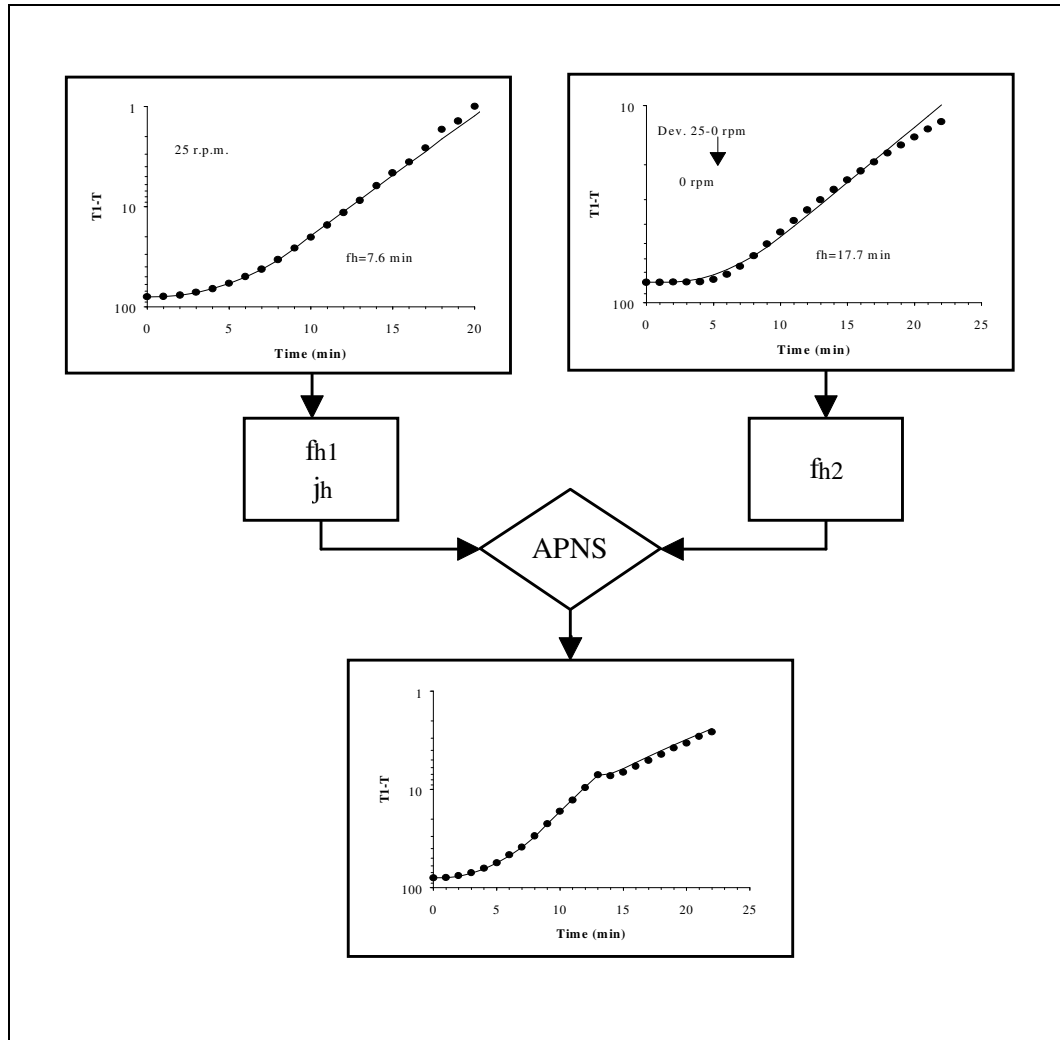 1
10
100
T1-T
25 r.p.m.
fh=7.6 min
0 5 10 15 20
Time (min)
10
100
T1-T
Dev. 25-0 rpm
0 rpm
fh=17.7 min
0 5 10 15 20 25
Time (min)
fh1
jh
fh2
APNS
1
10
100
T1-T
0 5 10 15 20 25
Time (min)